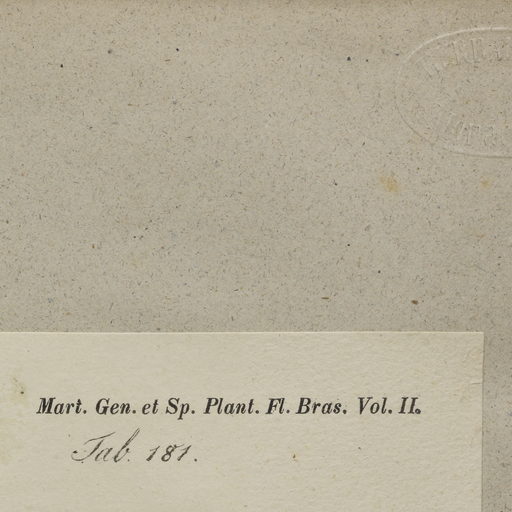 Mart. Gen. et Sp. Plant. Fl. Bras. Vol. II.
Tab. 181.